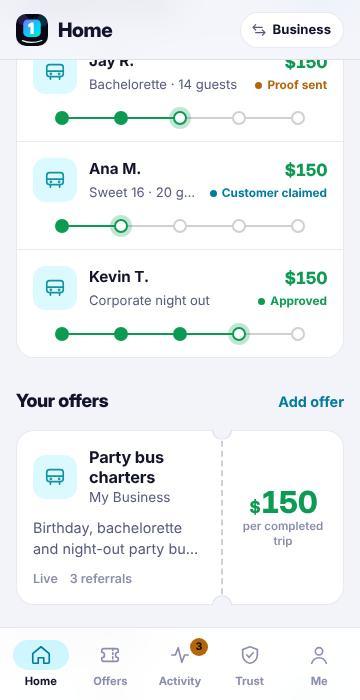 1
Home
Business
Jay R.
$150
Bachelorette · 14 guests
Proof sent
Ana M.
$150
Sweet 16 · 20 g...
Customer claimed
Kevin T.
$150
Corporate night out
Approved
Your offers
Add offer
Party bus
charters
My Business
Birthday, bachelorette
and night-out party bu...
Live 3 referrals
$150
per completed
trip
3
Home
Offers
Activity
Trust
Me